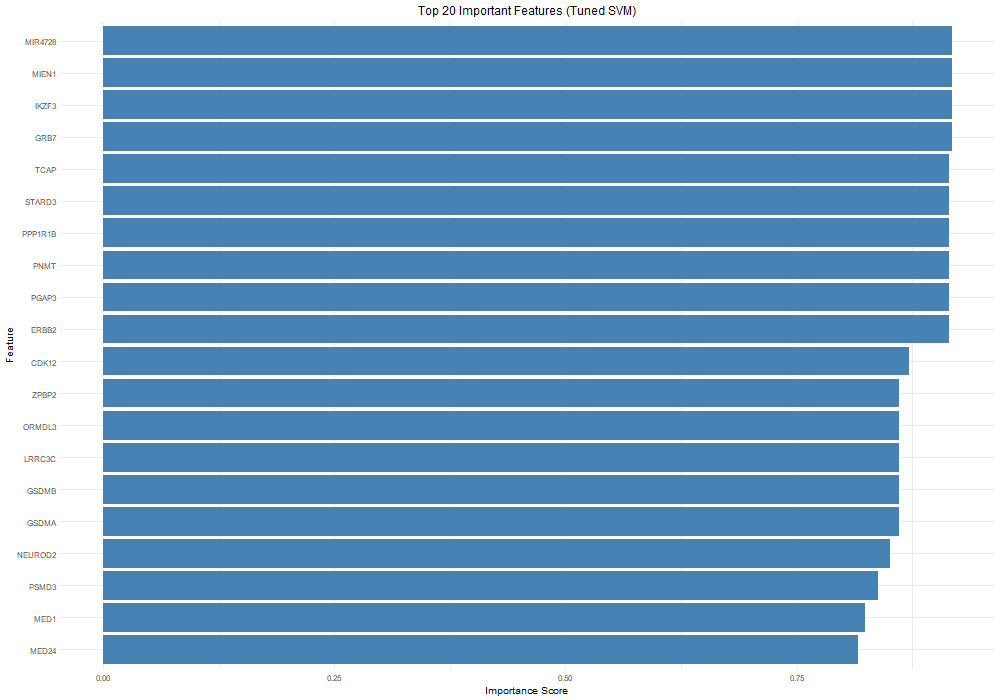 Top 20 Important Features (Tuned SVM)
MIR4728
MIEN1
IKZF3
GRB7
TCAP
STARD3
PPP1R1B
PNMT
PGAP3
ERBB2
CDK12
ZPBP2
ORMDL3
LRRC3C
GSDMB
GSDMA
NEUROD2
PSMD3
MED1
MED24
Feature
0.00 0.25 0.50 0.75
Importance Score